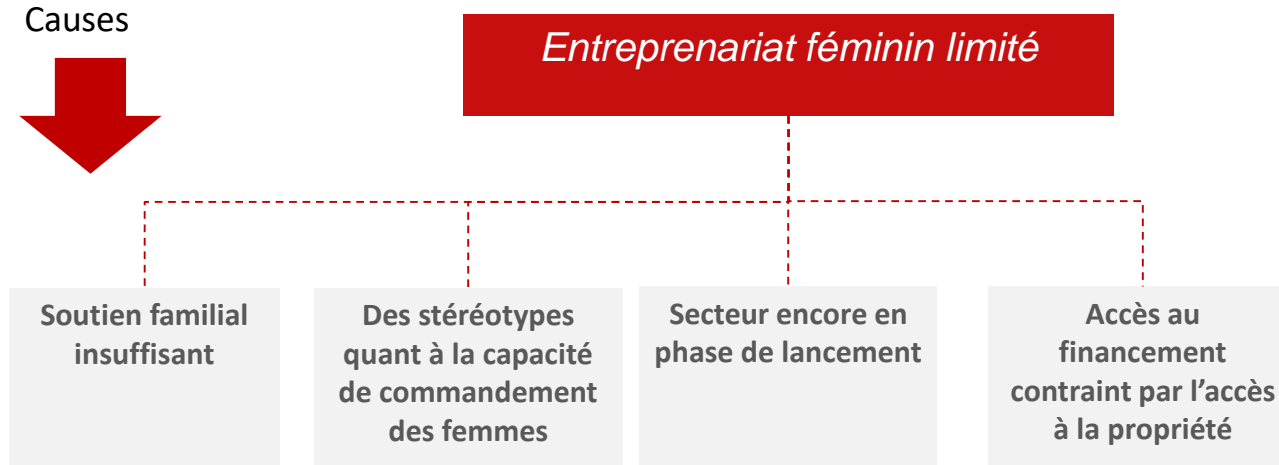 Causes
Entreprenariat féminin limité
Soutien familial
insuffisant
Des stéréotypes
quant à la capacité
de commandement
des femmes
Secteur encore en
phase de lancement
Accès au
financement
contraint par l’accès
à la propriété